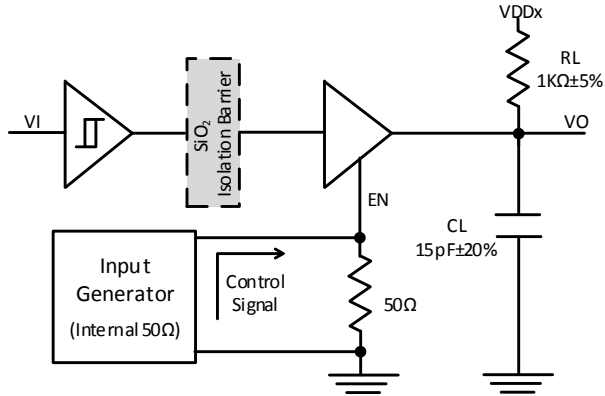 VDDx
RL
1KΩ±5%
VI
SiO2
Isolation Barrier
VO
EN
CL
15pF±20%
Input
Generator
(Internal 50Ω)
Control
Signal
50Ω